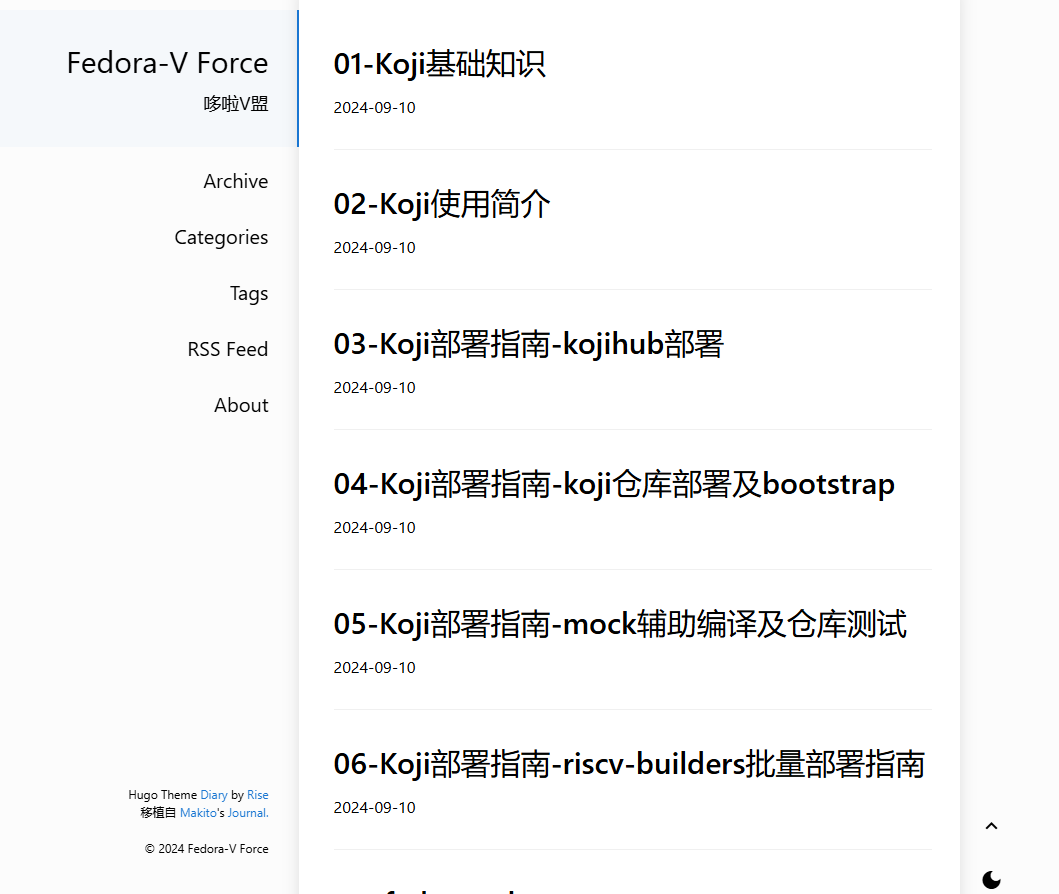 Fedora-V Force
哆啦V盟
Archive
Categories
Tags
RSS Feed
About
Hugo Theme Diary by Rise
移植自 Makito's Journal.
© 2024 Fedora-V Force
01-Koji基础知识
2024-09-10
02-Koji使用简介
2024-09-10
03-Koji部署指南-kojihub部署
2024-09-10
04-Koji部署指南-koji仓库部署及bootstrap
2024-09-10
05-Koji部署指南-mock辅助编译及仓库测试
2024-09-10
06-Koji部署指南-riscv-builders批量部署指南
2024-09-10